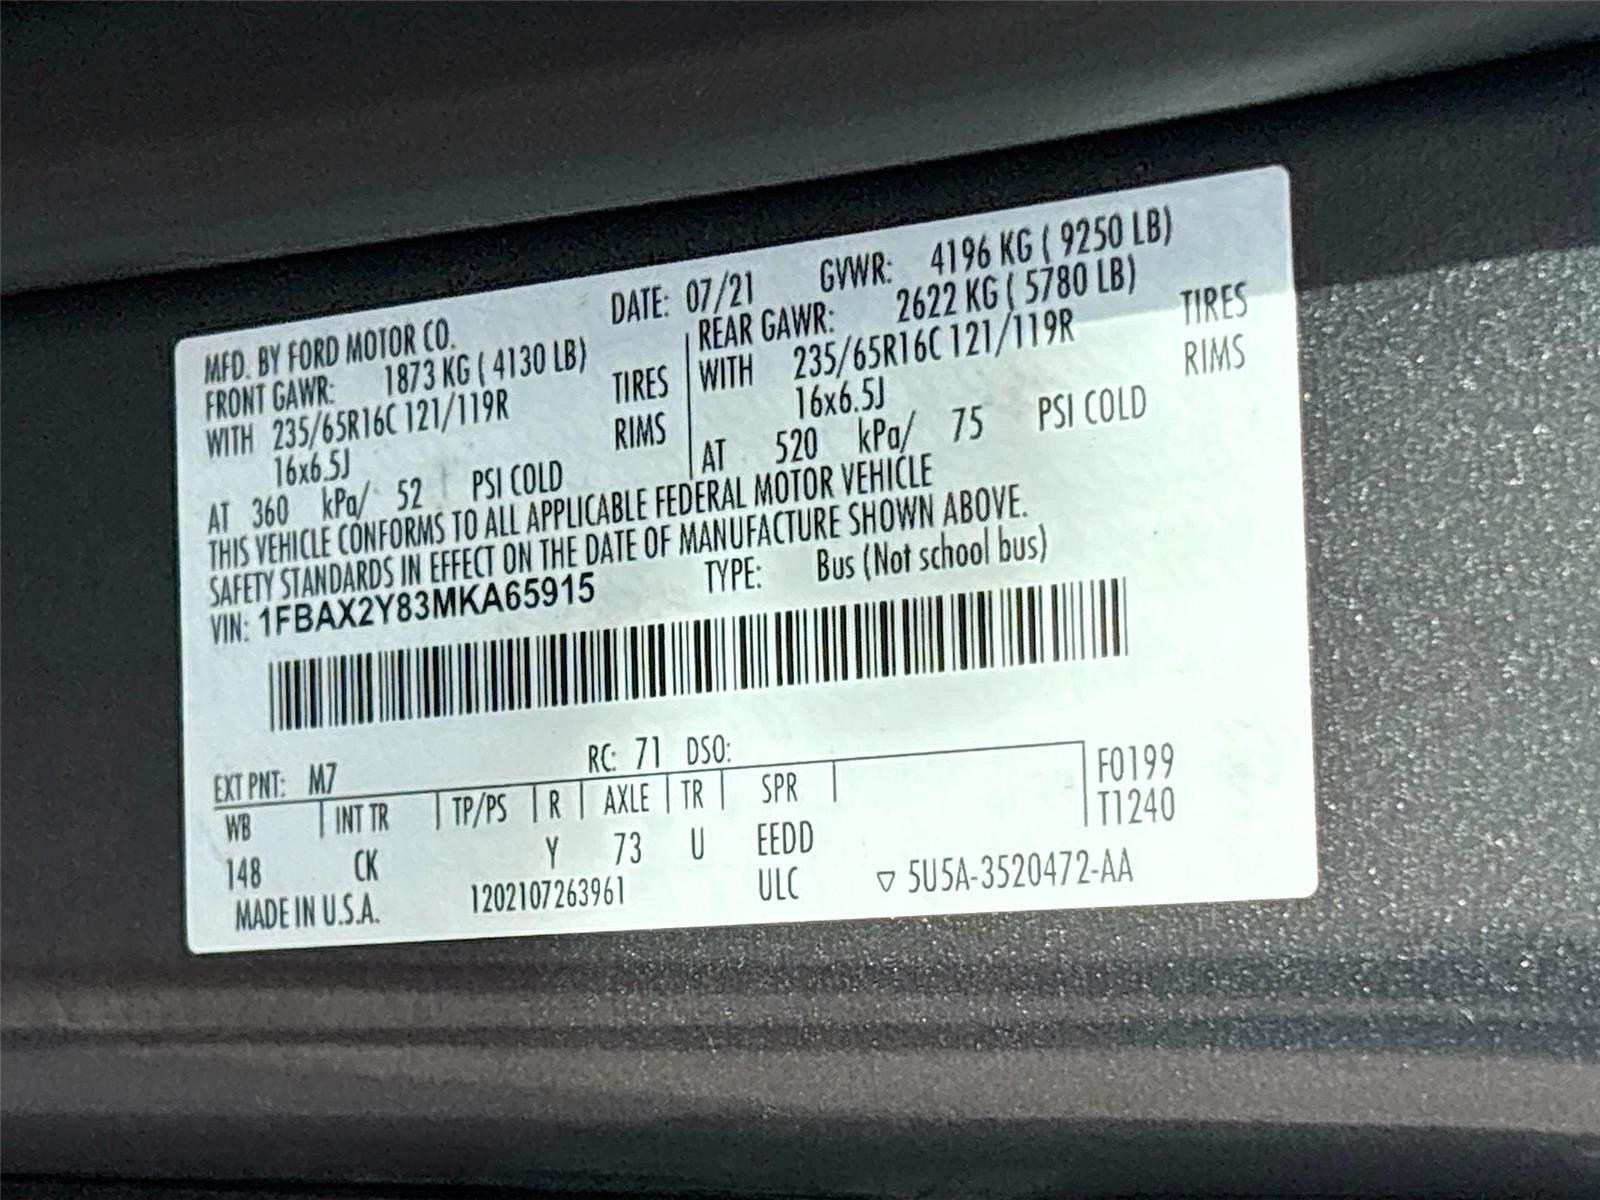 MFD. BY FORD MOTOR CO. DATE: 07/21 GVWR: 4196 KG ( 9250 LB)
FRONT GAWR: 1873 KG ( 4130 LB) REAR GAWR: 2622 KG ( 5780 LB)
WITH 235/65R16C 121/119R TIRES WITH 235/65R16C 121/119R TIRES
16x6.5J RIMS 16x6.5J RIMS
AT 360 kPa/ 52 PSI COLD AT 520 kPa/ 75 PSI COLD
THIS VEHICLE CONFORMS TO ALL APPLICABLE FEDERAL MOTOR VEHICLE
SAFETY STANDARDS IN EFFECT ON THE DATE OF MANUFACTURE SHOWN ABOVE.
VIN: 1FBAX2Y83MKA65915 TYPE: Bus (Not school bus)
EXT PNT: M7 RC: 71 DSO:
WB INT TR TP/PS R AXLE TR SPR F0199
T1240
148 CK Y 73 U EEDD
MADE IN U.S.A. 1202107263961 ULC ▽ 5U5A-3520472-AA